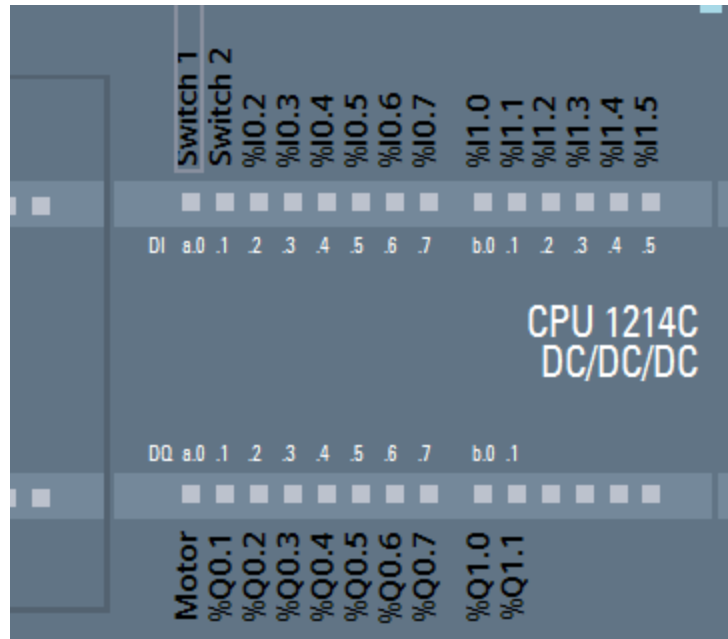 Switch 1 Switch 2 %I0.2 %I0.3 %I0.4 %I0.5 %I0.6 %I0.7 %I1.0 %I1.1 %I1.2 %I1.3 %I1.4 %I1.5
DI a.0 .1 .2 .3 .4 .5 .6 .7 b.0 .1 .2 .3 .4 .5
CPU 1214C
DC/DC/DC
DQ a.0 .1 .2 .3 .4 .5 .6 .7 b.0 .1
Motor %Q0.1 %Q0.2 %Q0.3 %Q0.4 %Q0.5 %Q0.6 %Q0.7 %Q1.0 %Q1.1